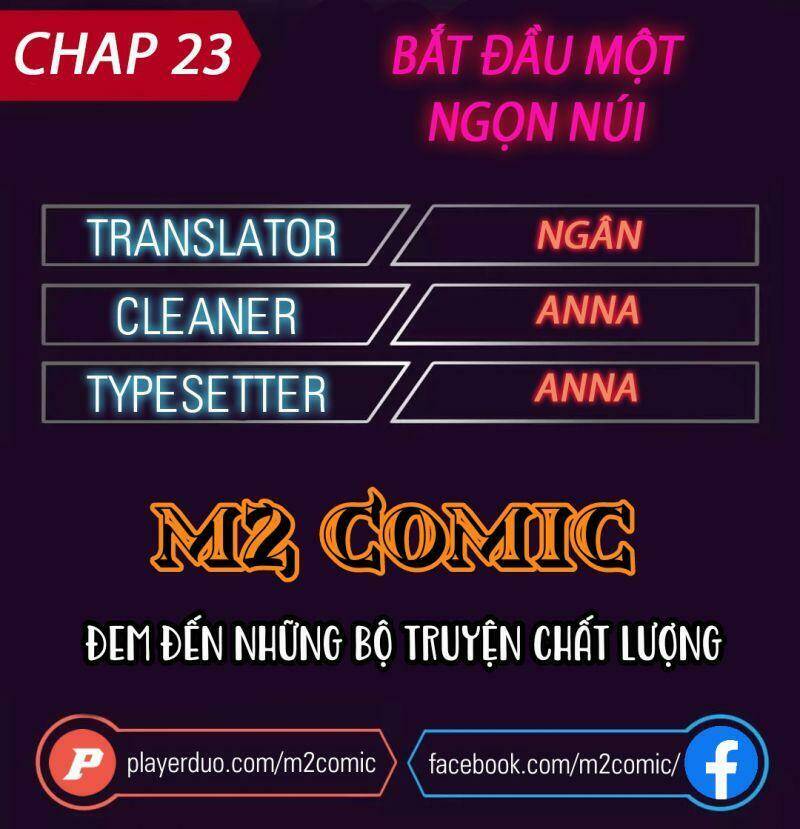 CHAP 23
BẮT ĐẦU MỘT
NGỌN NÚI
TRANSLATOR
NGÂN
CLEANER
ANNA
TYPESETTER
ANNA
M2 COMIC
ĐEM ĐẾN NHỮNG BỘ TRUYỆN CHẤT LƯỢNG
P playerduo.com/m2comic
facebook.com/m2comic/ f